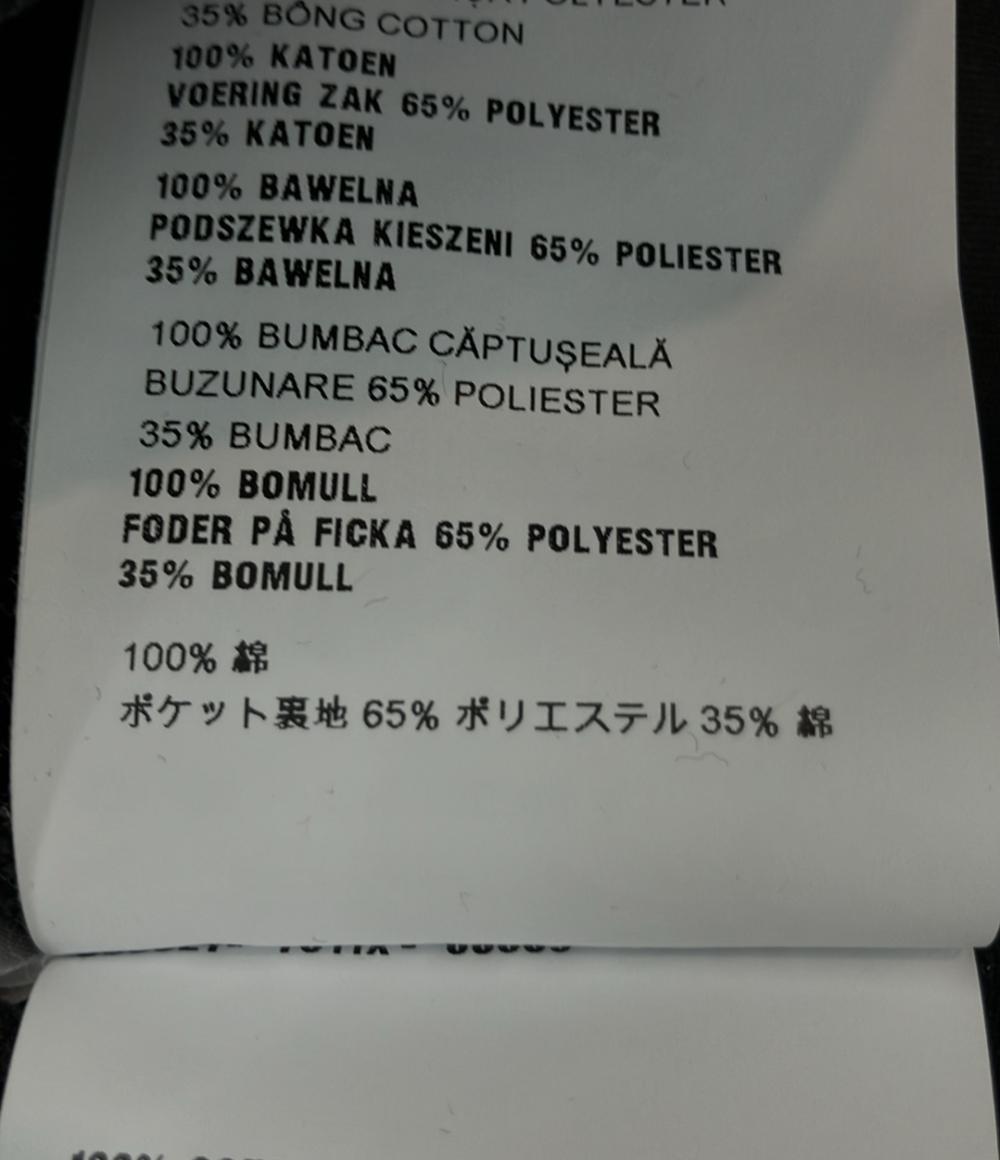 35% BÔNG COTTON
100% KATOEN
VOERING ZAK 65% POLYESTER
35% KATOEN
100% BAWELNA
PODSZEWKA KIESZENI 65% POLIESTER
35% BAWELNA
100% BUMBAC CĂPTUȘEALĂ
BUZUNARE 65% POLIESTER
35% BUMBAC
100% BOMULL
FODER PÅ FICKA 65% POLYESTER
35% BOMULL
100% 綿
ポケット裏地 65% ポリエステル 35% 綿